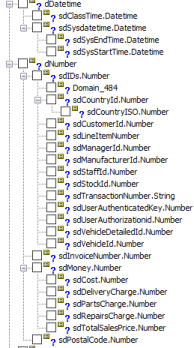 dDatetime
sdClassTime.Datetime
sdSysdatetime.Datetime
sdSysEndTime.Datetime
sdSysStartTime.Datetime
dNumber
sdIDs.Number
Domain_484
sdCountryId.Number
sdCountryISO.Number
sdCustomerId.Number
sdLineItemNumber
sdManagerId.Number
sdManufacturerId.Number
sdStaffId.Number
sdStockId.Number
sdTransactionNumber.String
sdUserAuthenticatedKey.Number
sdUserAuthorizationid.Number
sdVehicleDetailedId.Number
sdVehicleId.Number
sdInvoiceNumber.Number
sdMoney.Number
sdCost.Number
sdDeliveryCharge.Number
sdPartsCharge.Number
sdRepairsCharge.Number
sdTotalSalesPrice.Number
sdPostalCode.Number